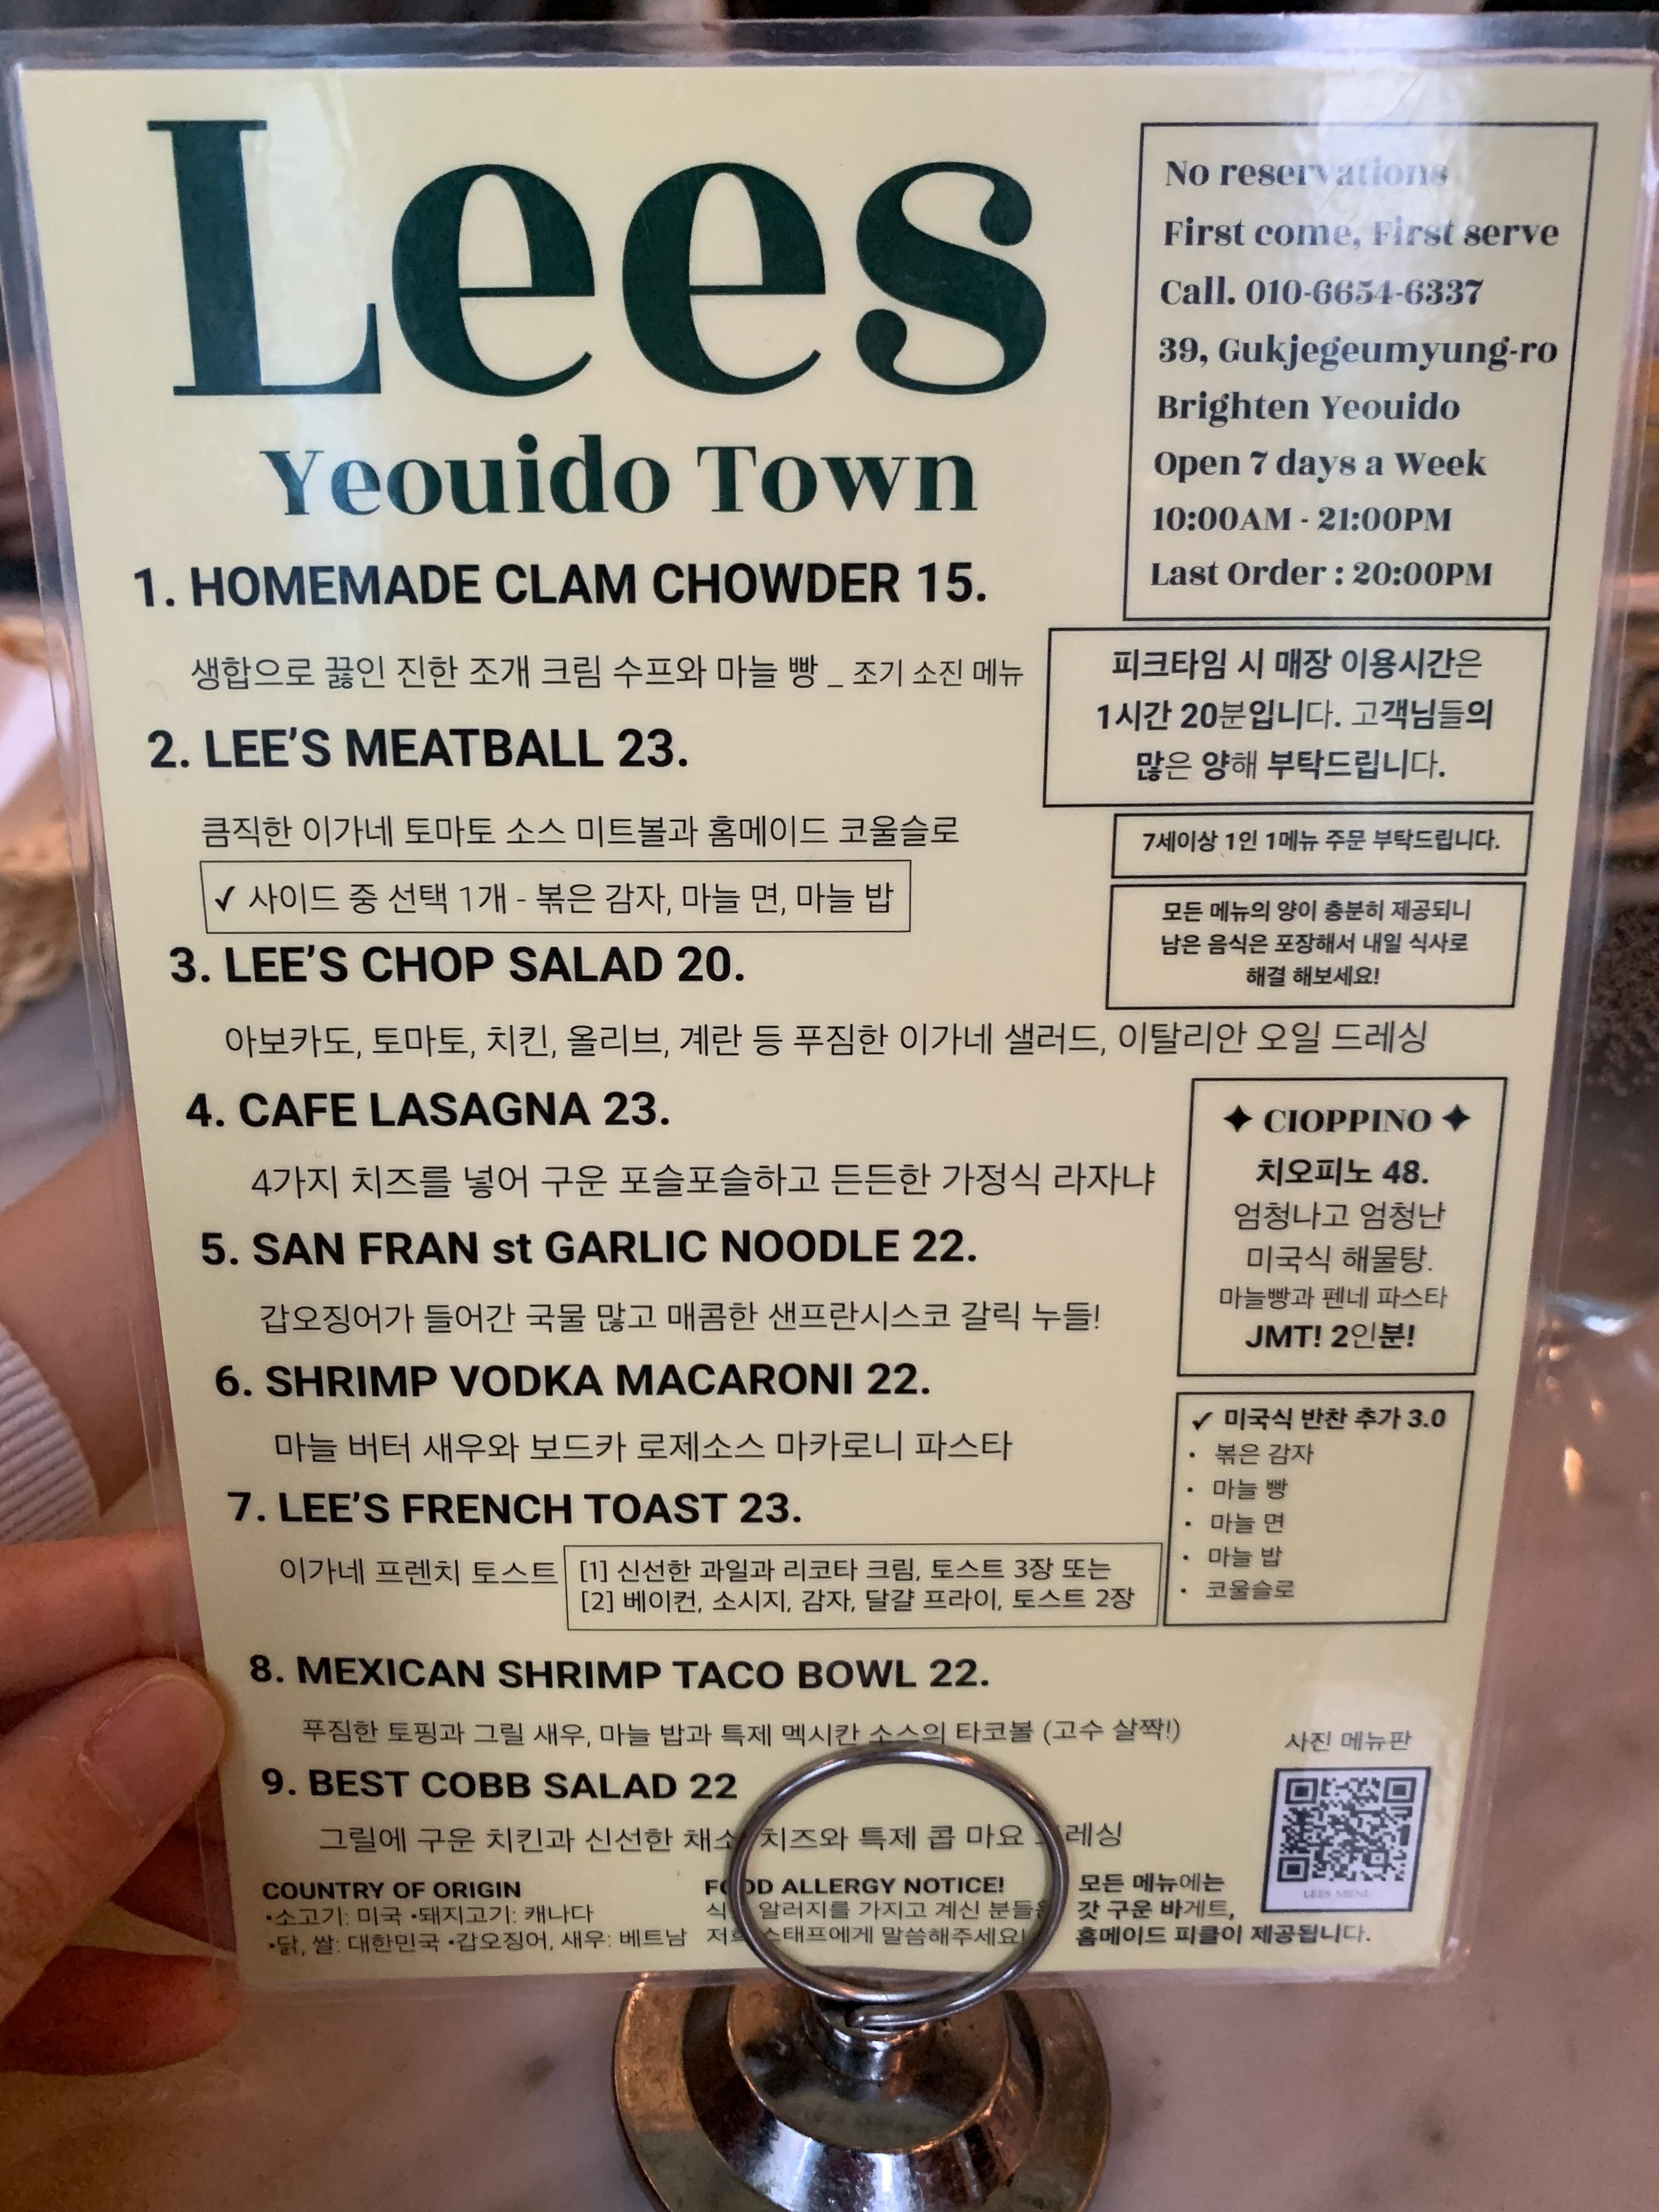 Lees
Yeouido Town
No reservations
First come, First serve
Call. 010-6654-6337
39, Gukjegeumyung-ro
Brighten Yeouido
Open 7 days a Week
10:00AM - 21:00PM
Last Order : 20:00PM
1. HOMEMADE CLAM CHOWDER 15.
생합으로 끓인 진한 조개 크림 수프와 마늘 빵 _ 조기 소진 메뉴
피크타임 시 매장 이용시간은
1시간 20분입니다. 고객님들의
많은 양해 부탁드립니다.
2. LEE'S MEATBALL 23.
큼직한 이가네 토마토 소스 미트볼과 홈메이드 코울슬로
✓ 사이드 중 선택 1개 - 볶은 감자, 마늘 면, 마늘 밥
7세이상 1인 1메뉴 주문 부탁드립니다.
모든 메뉴의 양이 충분히 제공되니
남은 음식은 포장해서 내일 식사로
해결 해보세요!
3. LEE'S CHOP SALAD 20.
아보카도, 토마토, 치킨, 올리브, 계란 등 푸짐한 이가네 샐러드, 이탈리안 오일 드레싱
4. CAFE LASAGNA 23.
4가지 치즈를 넣어 구운 포슬포슬하고 든든한 가정식 라자냐
✦ CIOPPINO ✦
치오피노 48.
엄청나고 엄청난
미국식 해물탕.
마늘빵과 펜네 파스타
JMT! 2인분!
5. SAN FRAN st GARLIC NOODLE 22.
갑오징어가 들어간 국물 많고 매콤한 샌프란시스코 갈릭 누들!
6. SHRIMP VODKA MACARONI 22.
마늘 버터 새우와 보드카 로제소스 마카로니 파스타
✓ 미국식 반찬 추가 3.0
• 볶은 감자
• 마늘 빵
• 마늘 면
• 마늘 밥
• 코울슬로
7. LEE'S FRENCH TOAST 23.
이가네 프렌치 토스트
[1] 신선한 과일과 리코타 크림, 토스트 3장 또는
[2] 베이컨, 소시지, 감자, 달걀 프라이, 토스트 2장
8. MEXICAN SHRIMP TACO BOWL 22.
푸짐한 토핑과 그릴 새우, 마늘 밥과 특제 멕시칸 소스의 타코볼 (고수 살짝!)
9. BEST COBB SALAD 22
그릴에 구운 치킨과 신선한 치즈와 특제 콥 마요
사진 메뉴판
LEES MENU
COUNTRY OF ORIGIN
•소고기: 미국 •돼지고기: 캐나다
•닭, 쌀: 대한민국 •갑오징어, 새우: 베트남
FOOD ALLERGY NOTICE!
알러지를 가지고 계신
말씀해주세요!
모든 메뉴에는
갓 구운 바게트,
홈메이드 피클이 제공됩니다.